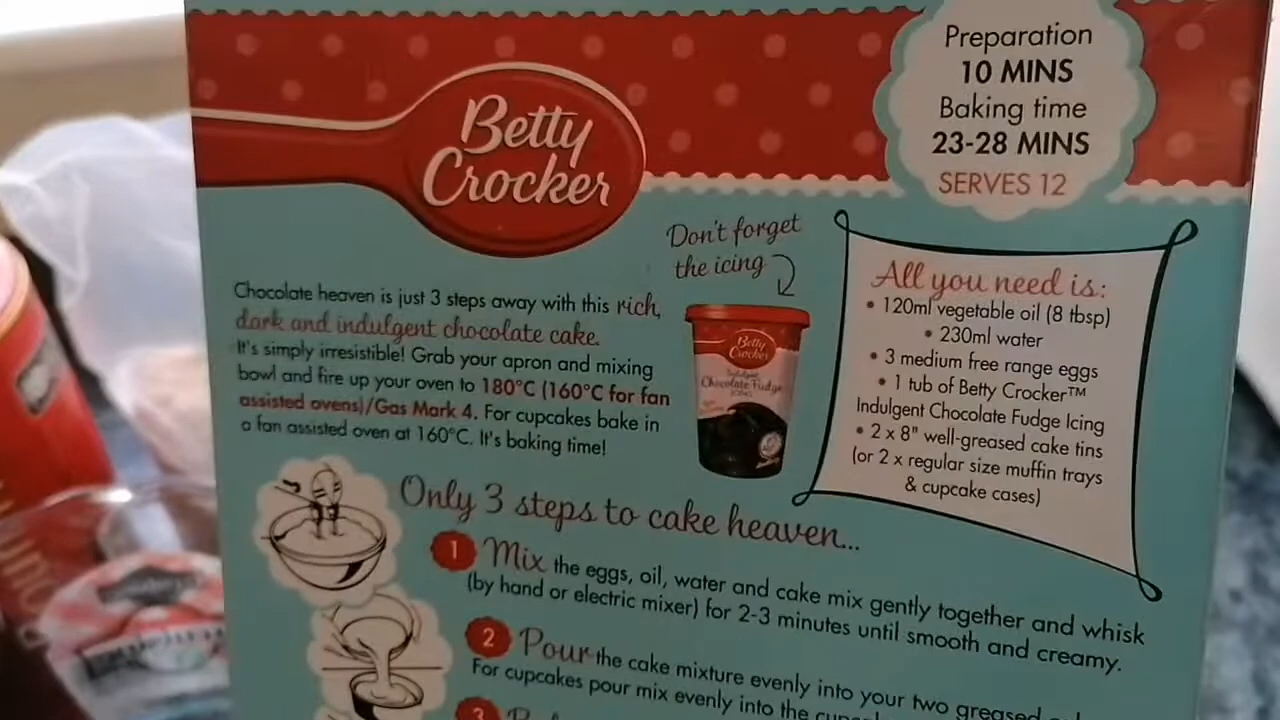 Preparation
10 MINS
Baking time
23-28 MINS
SERVES 12
Betty
Crocker
Don't forget
the icing
Betty
Crocker
Chocolate Fudge
Chocolate heaven is just 3 steps away with this rich,
dark and indulgent chocolate cake.
It's simply irresistible! Grab your apron and mixing
bowl and fire up your oven to 180°C (160°C for fan
assisted ovens)/Gas Mark 4. For cupcakes bake in
a fan assisted oven at 160°C. It's baking time!
All you need is:
• 120ml vegetable oil (8 tbsp)
• 230ml water
• 3 medium free range eggs
• 1 tub of Betty Crocker™
Indulgent Chocolate Fudge Icing
• 2 x 8" well-greased cake tins
(or 2 x regular size muffin trays
& cupcake cases)
Only 3 steps to cake heaven...
1 Mix the eggs, oil, water and cake mix gently together and whisk
(by hand or electric mixer) for 2-3 minutes until smooth and creamy.
2 Pour the cake mixture evenly into your two greased
For cupcakes pour mix evenly into the
3